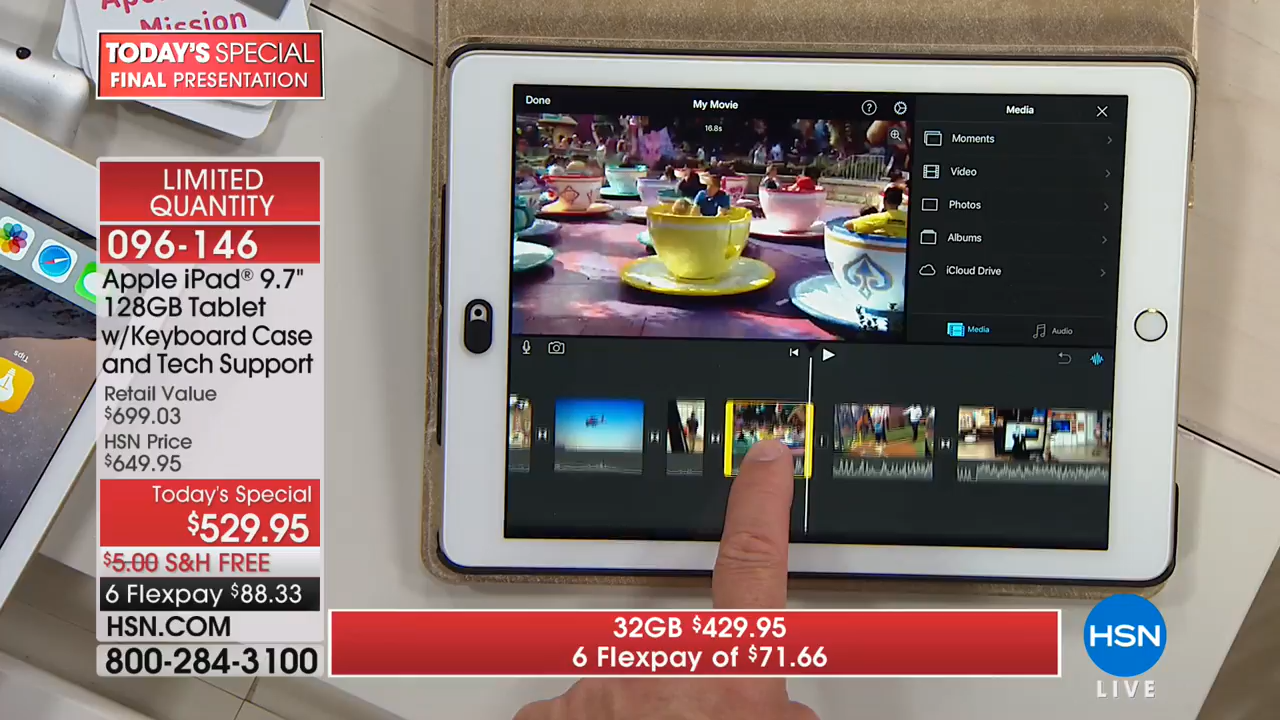 Mission
TODAY'S SPECIAL
FINAL PRESENTATION
LIMITED
QUANTITY
096-146
Apple iPad® 9.7"
128GB Tablet
w/Keyboard Case
and Tech Support
Retail Value
$699.03
HSN Price
$649.95
Today's Special
$529.95
$5.00 S&H FREE
6 Flexpay $88.33
HSN.COM
800-284-3100
Tips
Done
My Movie
?
16.8s
Media
Moments
Video
Photos
Albums
iCloud Drive
Media
Audio
32GB $429.95
6 Flexpay of $71.66
HSN
LIVE